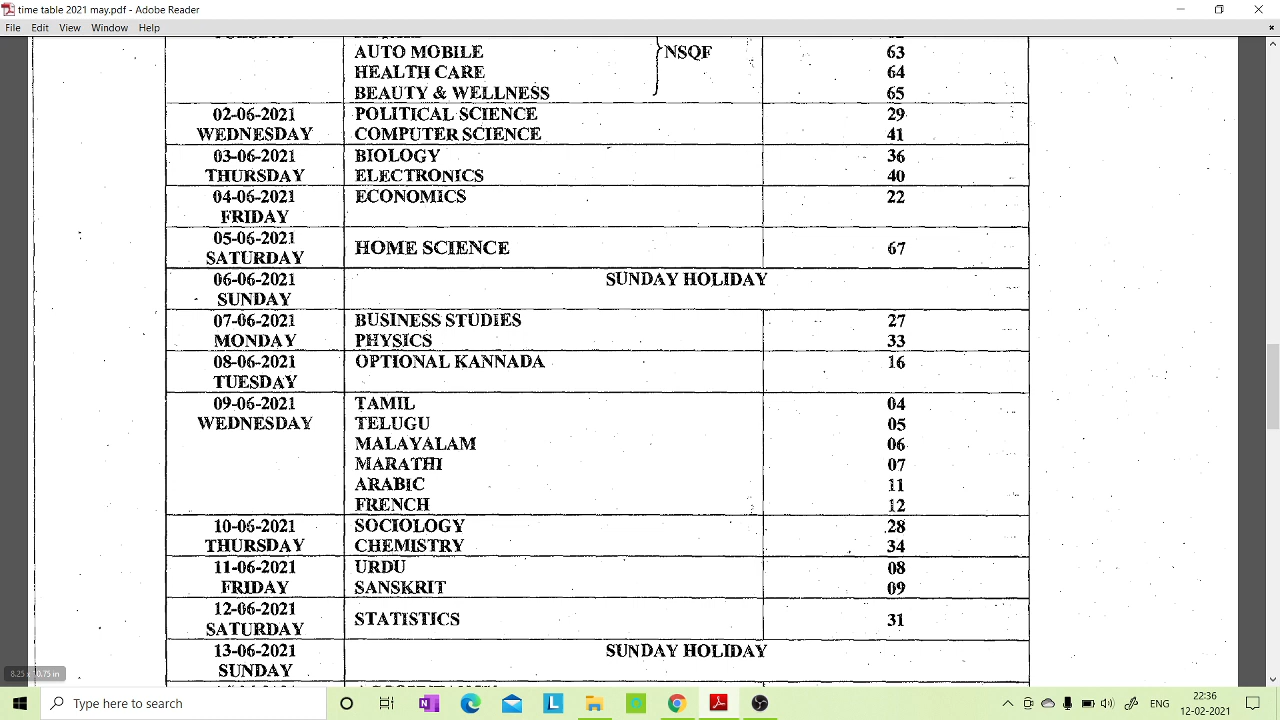 time table 2021 may.pdf - Adobe Reader
File Edit View Window Help
AUTO MOBILE NSQF 63
HEALTH CARE 64
BEAUTY & WELLNESS 65
02-06-2021 POLITICAL SCIENCE 29
WEDNESDAY COMPUTER SCIENCE 41
03-06-2021 BIOLOGY 36
THURSDAY ELECTRONICS 40
04-06-2021 ECONOMICS 22
FRIDAY
05-06-2021
HOME SCIENCE 67
SATURDAY
06-06-2021 SUNDAY HOLIDAY
SUNDAY
07-06-2021 BUSINESS STUDIES 27
MONDAY PHYSICS 33
08-06-2021 OPTIONAL KANNADA 16
TUESDAY
09-06-2021 TAMIL 04
WEDNESDAY TELUGU 05
MALAYALAM 06
MARATHI 07
ARABIC 11
FRENCH 12
10-06-2021 SOCIOLOGY 28
THURSDAY CHEMISTRY 34
11-06-2021 URDU 08
FRIDAY SANSKRIT 09
12-06-2021
STATISTICS 31
SATURDAY
13-06-2021 SUNDAY HOLIDAY
SUNDAY
8.25 x 10.75 in
Type here to search
ENG
22:36
12-02-2021